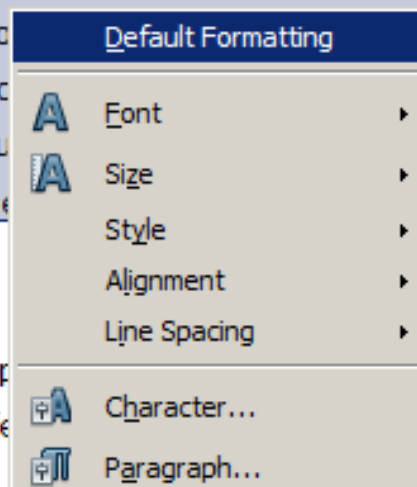 Default Formatting
Font
Size
Style
Alignment
Line Spacing
Character...
Paragraph...